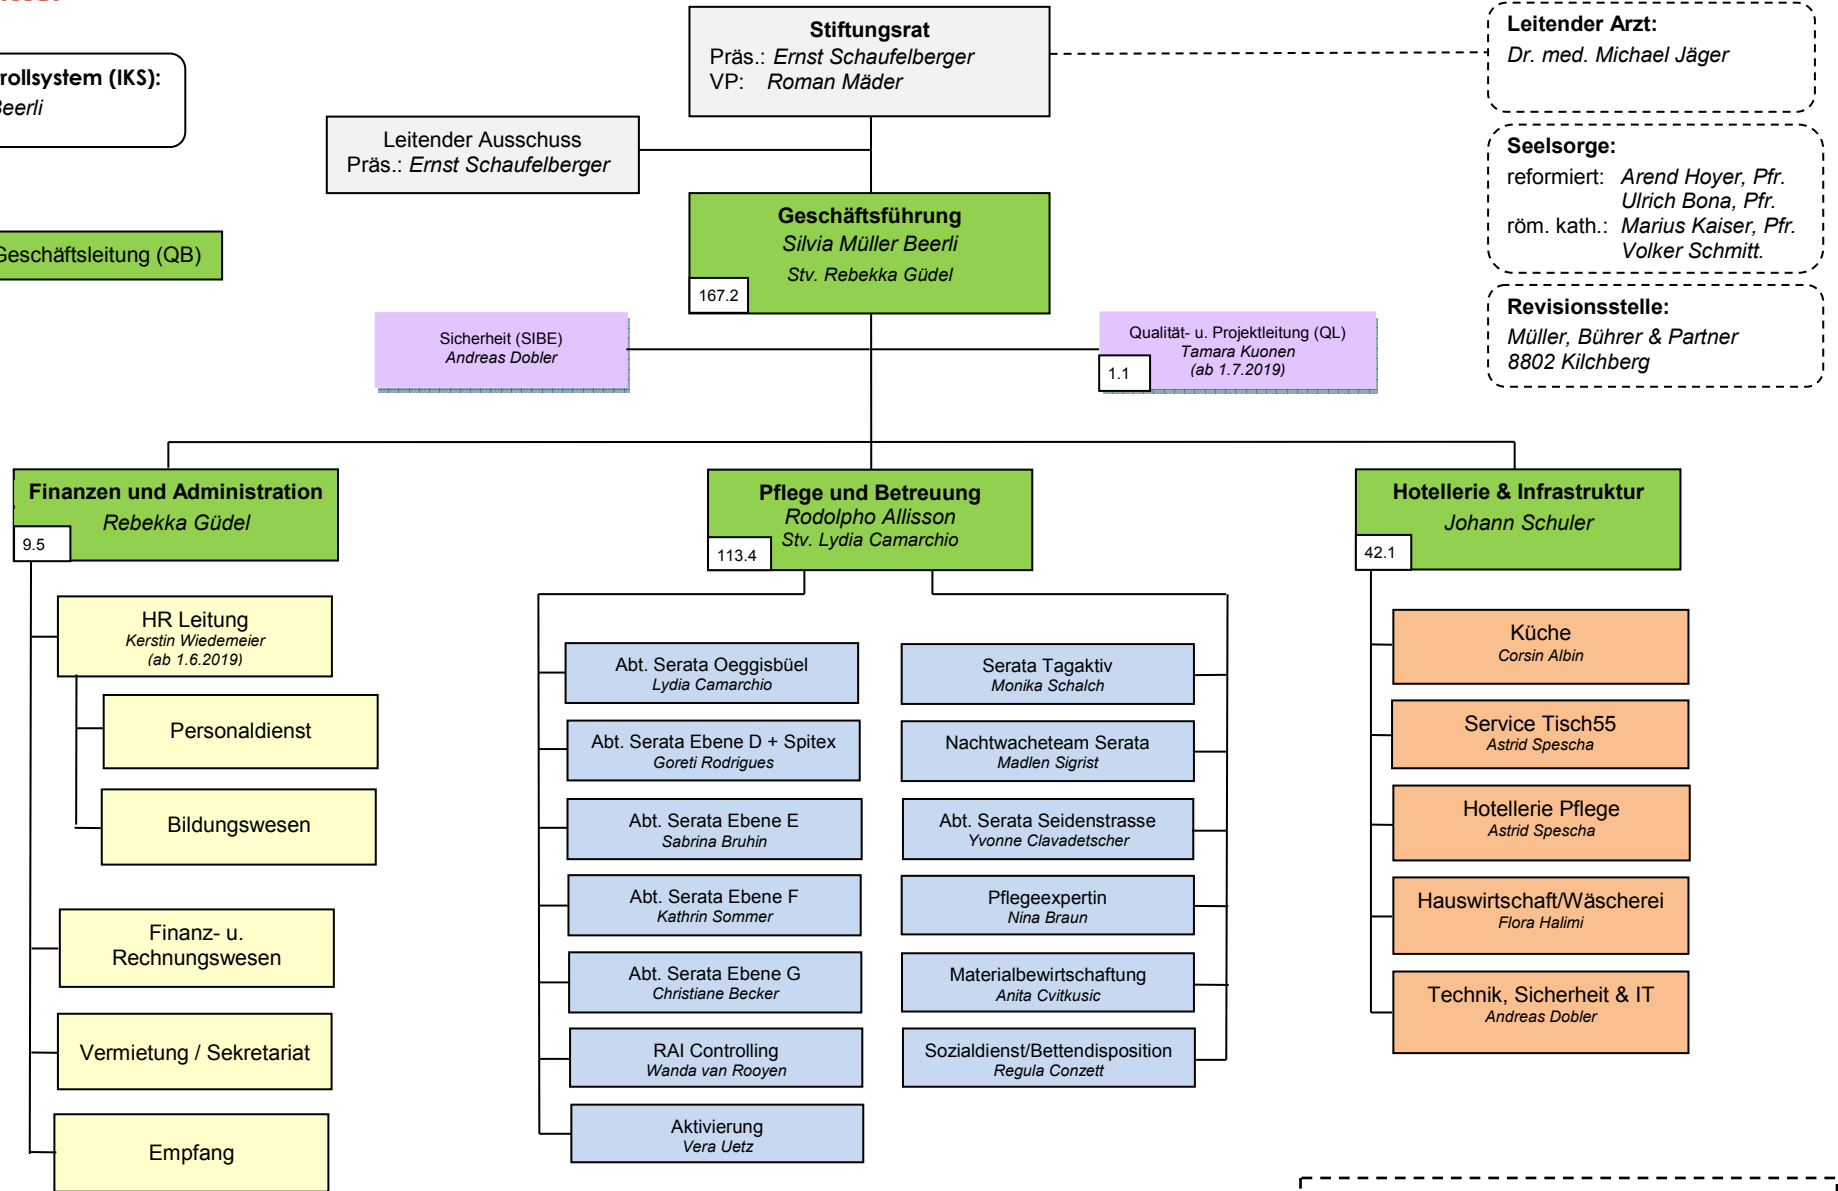 Stiftungsrat
Präs.: Ernst Schaufelberger
VP: Roman Mäder
Leitender Arzt:
Dr. med. Michael Jäger
rollsystem (IKS):
Beerli
Leitender Ausschuss
Präs.: Ernst Schaufelberger
Seelsorge:
reformiert: Arend Hoyer, Pfr.
Ulrich Bona, Pfr.
röm. kath.: Marius Kaiser, Pfr.
Volker Schmitt.
Geschäftsleitung (QB)
Geschäftsführung
Silvia Müller Beerli
Stv. Rebekka Güdel
167.2
Revisionsstelle:
Müller, Bührer & Partner
8802 Kilchberg
Sicherheit (SIBE)
Andreas Dobler
Qualität- u. Projektleitung (QL)
Tamara Kuonen
(ab 1.7.2019)
1.1
Finanzen und Administration
Rebekka Güdel
9.5
Pflege und Betreuung
Rodolpho Allisson
Stv. Lydia Camarchio
113.4
Hotellerie & Infrastruktur
Johann Schuler
42.1
HR Leitung
Kerstin Wiedemeier
(ab 1.6.2019)
Personaldienst
Bildungswesen
Finanz- u.
Rechnungswesen
Vermietung / Sekretariat
Empfang
Abt. Serata Oeggisbüel
Lydia Camarchio
Abt. Serata Ebene D + Spitex
Goreti Rodrigues
Abt. Serata Ebene E
Sabrina Bruhin
Abt. Serata Ebene F
Kathrin Sommer
Abt. Serata Ebene G
Christiane Becker
RAI Controlling
Wanda van Rooyen
Aktivierung
Vera Uetz
Serata Tagaktiv
Monika Schalch
Nachtwacheteam Serata
Madlen Sigrist
Abt. Serata Seidenstrasse
Yvonne Clavadetscher
Pflegeexpertin
Nina Braun
Materialbewirtschaftung
Anita Cvitkusic
Sozialdienst/Bettendisposition
Regula Conzett
Küche
Corsin Albin
Service Tisch55
Astrid Spescha
Hotellerie Pflege
Astrid Spescha
Hauswirtschaft/Wäscherei
Flora Halimi
Technik, Sicherheit & IT
Andreas Dobler